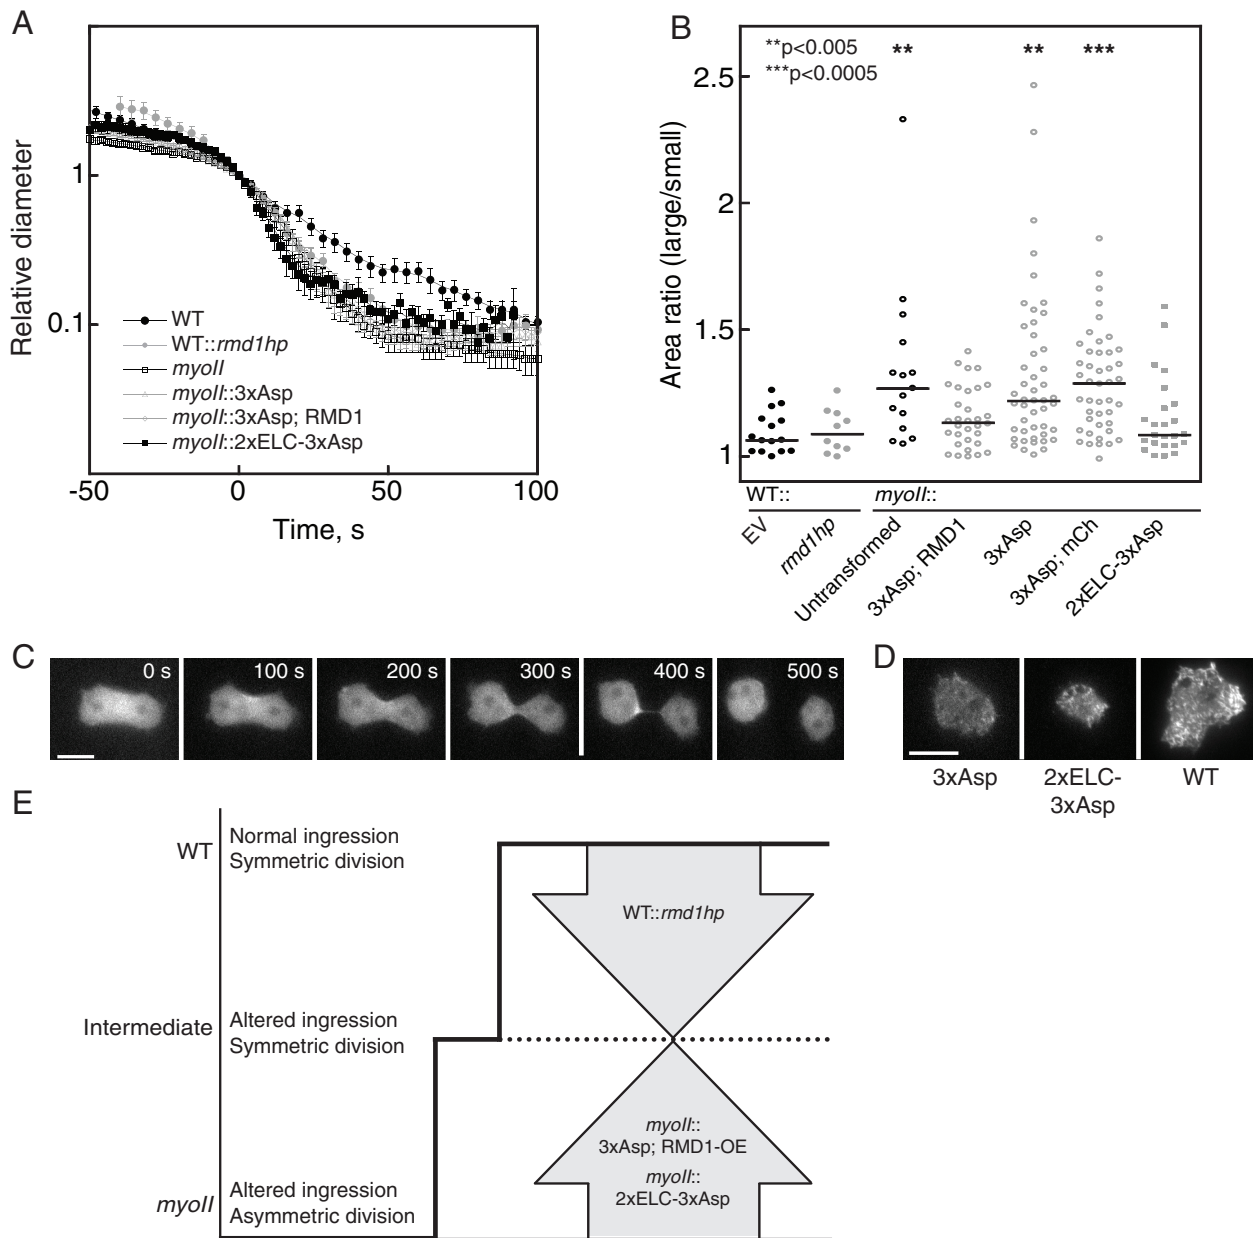 A
Relative diameter
1
0.1
WT
WT::rmd1hp
myoII
myoII::3xAsp
myoII::3xAsp; RMD1
myoII::2xELC-3xAsp
-50
0
50
100
Time, s
B
**p<0.005
***p<0.0005
**
**
***
Area ratio (large/small)
2.5
2
1.5
1
WT::
myoII::
EV
rmd1hp
Untransformed
3xAsp; RMD1
3xAsp
3xAsp; mCh
2xELC-3xAsp
C
0 s
100 s
200 s
300 s
400 s
500 s
D
3xAsp
2xELC-
3xAsp
WT
E
WT
Normal ingression
Symmetric division
WT::rmd1hp
Intermediate
Altered ingression
Symmetric division
myoII::
3xAsp; RMD1-OE
myoII::
2xELC-3xAsp
myoII
Altered ingression
Asymmetric division